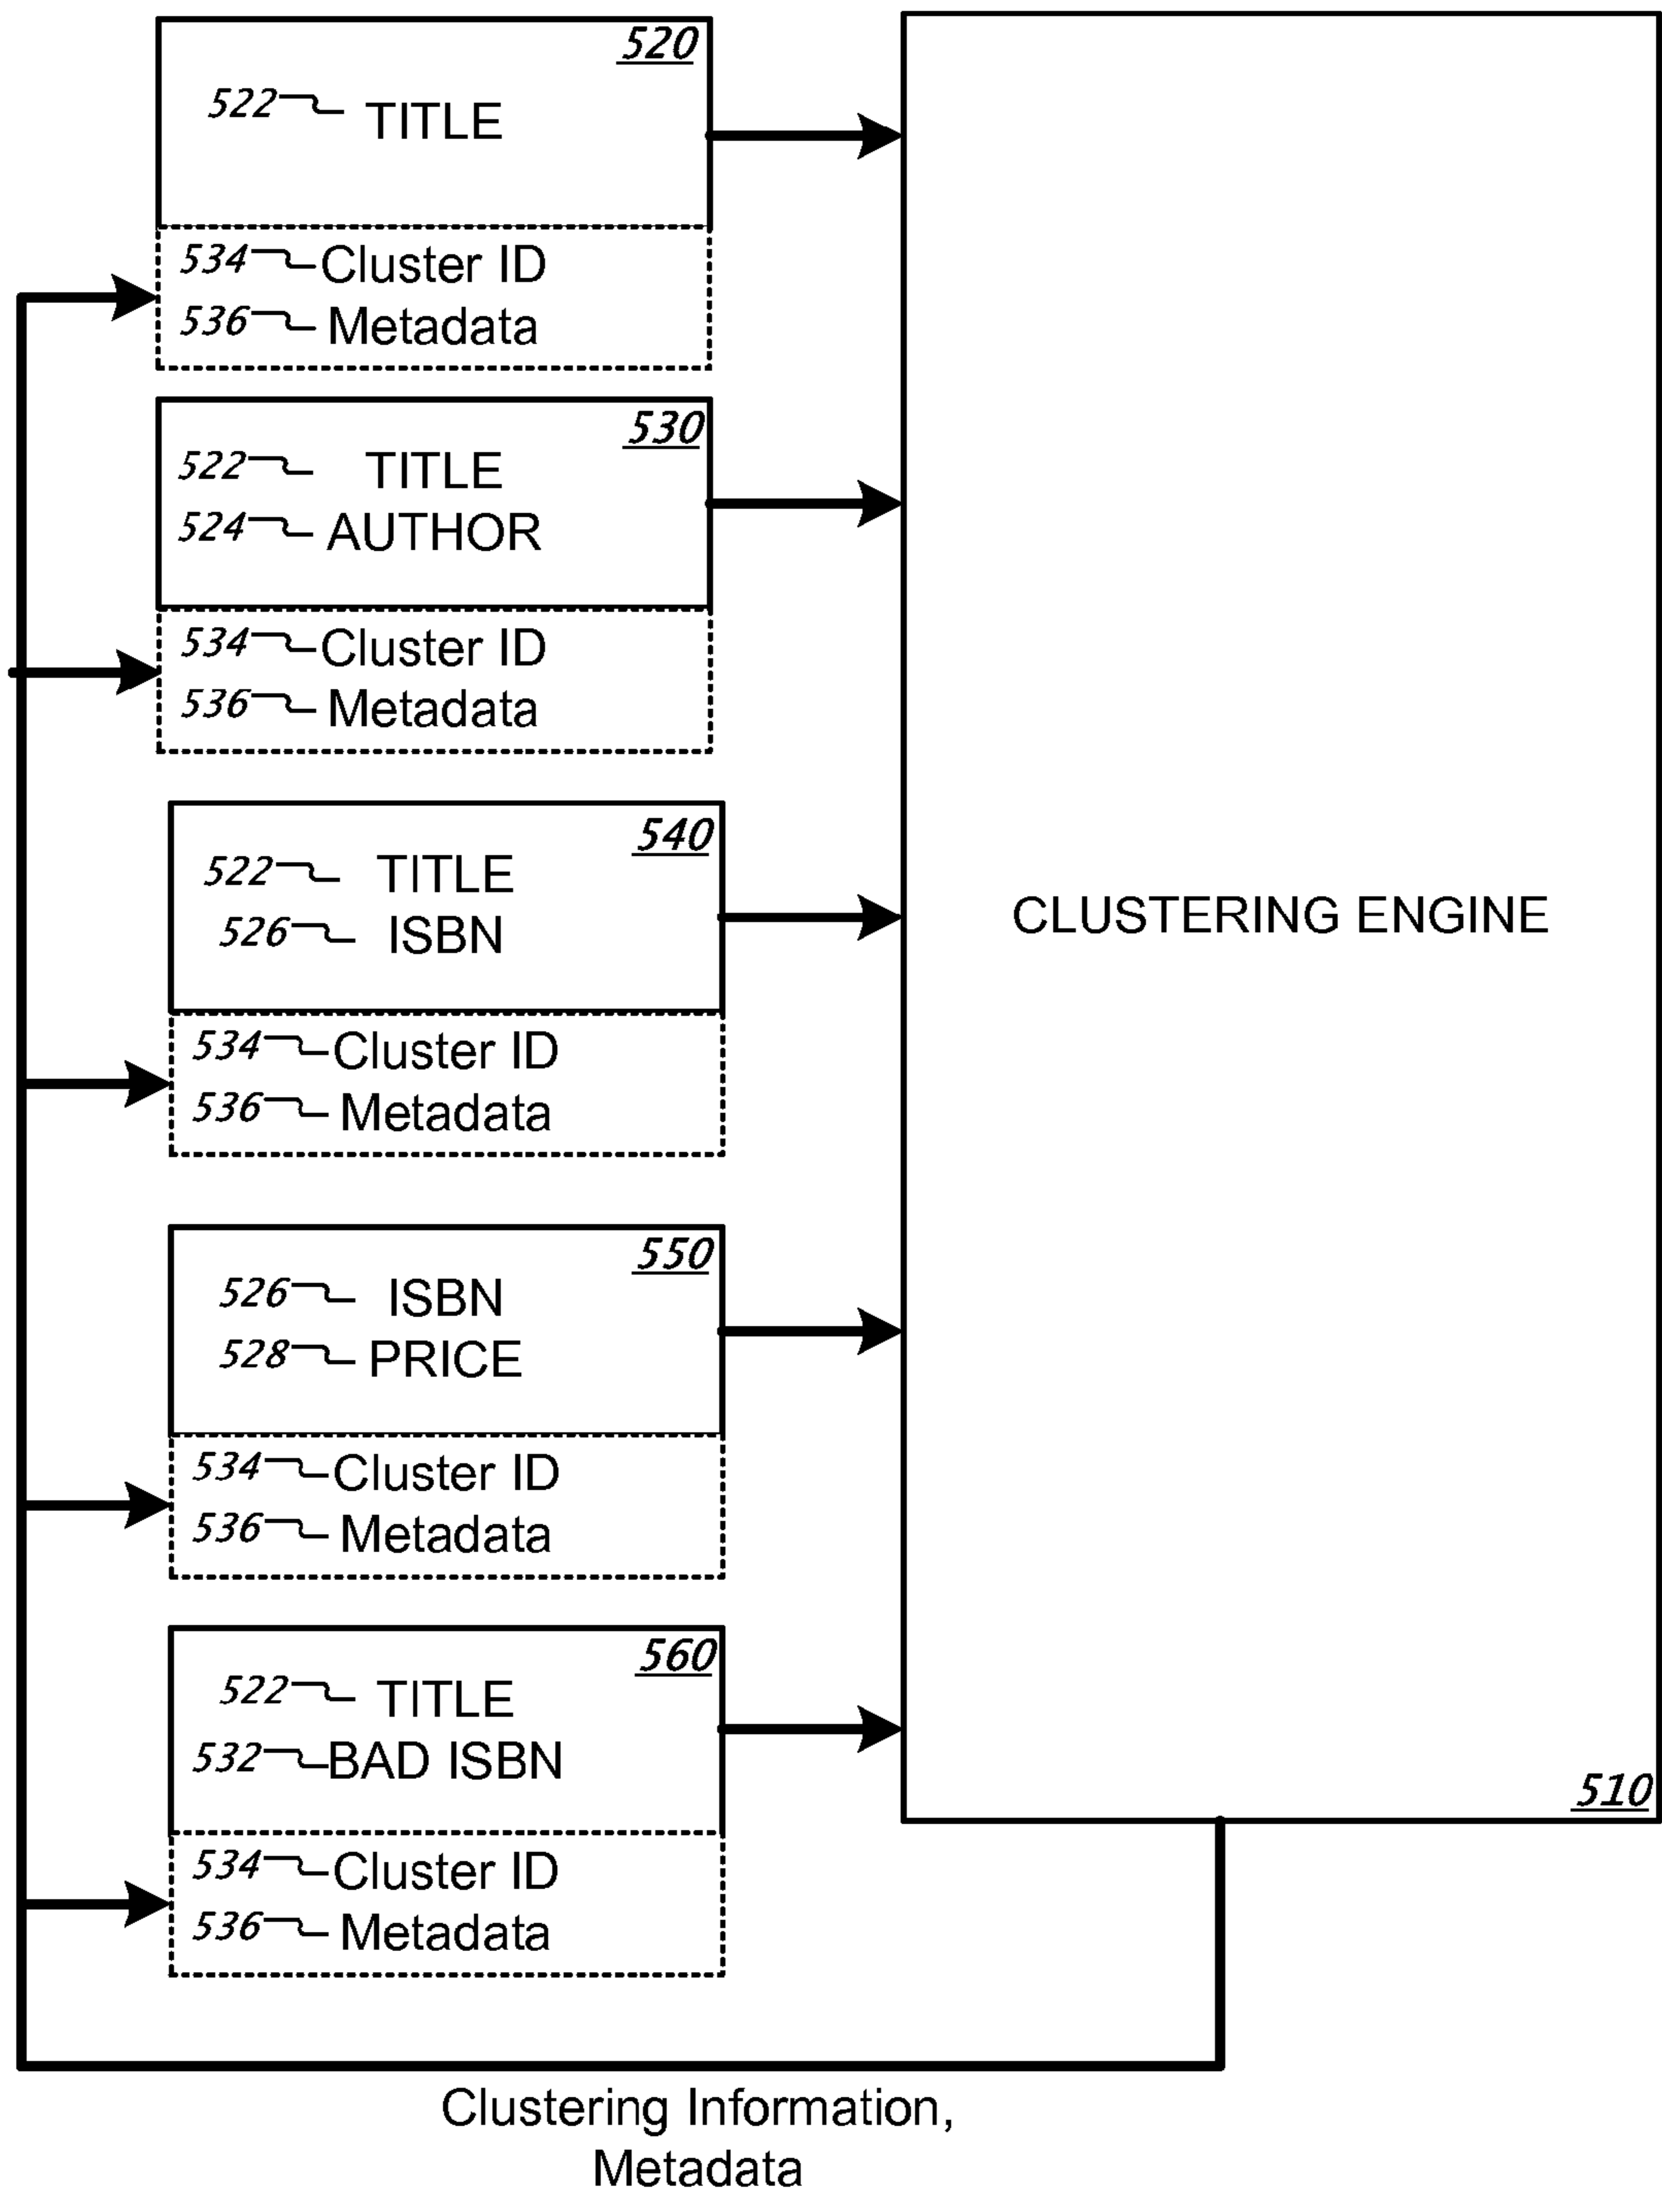 520
522 TITLE
534 Cluster ID
536 Metadata
530
522 TITLE
524 AUTHOR
534 Cluster ID
536 Metadata
540
522 TITLE
526 ISBN
534 Cluster ID
536 Metadata
550
526 ISBN
528 PRICE
534 Cluster ID
536 Metadata
560
522 TITLE
532 BAD ISBN
534 Cluster ID
536 Metadata
CLUSTERING ENGINE
510
Clustering Information,
Metadata